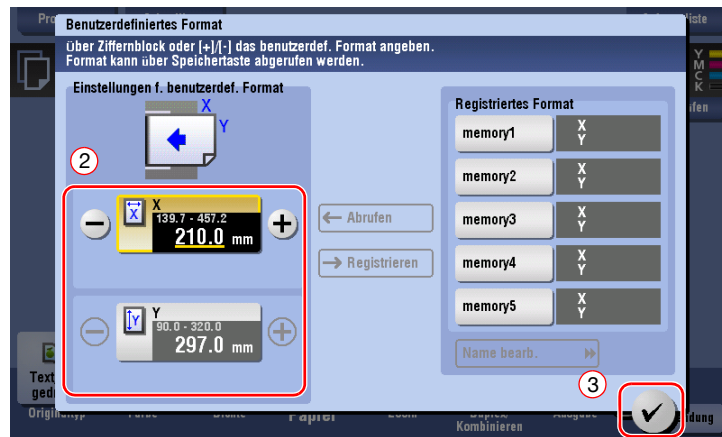 Benutzerdefiniertes Format
Über Ziffernblock oder [+]/[-] das benutzerdef. Format angeben.
Format kann über Speichertaste abgerufen werden.
Einstellungen f. benutzerdef. Format
X
Y
2
X
X
139.7 - 457.2
210.0 mm
Y
Y
90.0 - 320.0
297.0 mm
← Abrufen
→ Registrieren
Registriertes Format
memory1
X
Y
memory2
X
Y
memory3
X
Y
memory4
X
Y
memory5
X
Y
Name bearb.
3
Y
M
C
K
Text
Papier
Kombinieren